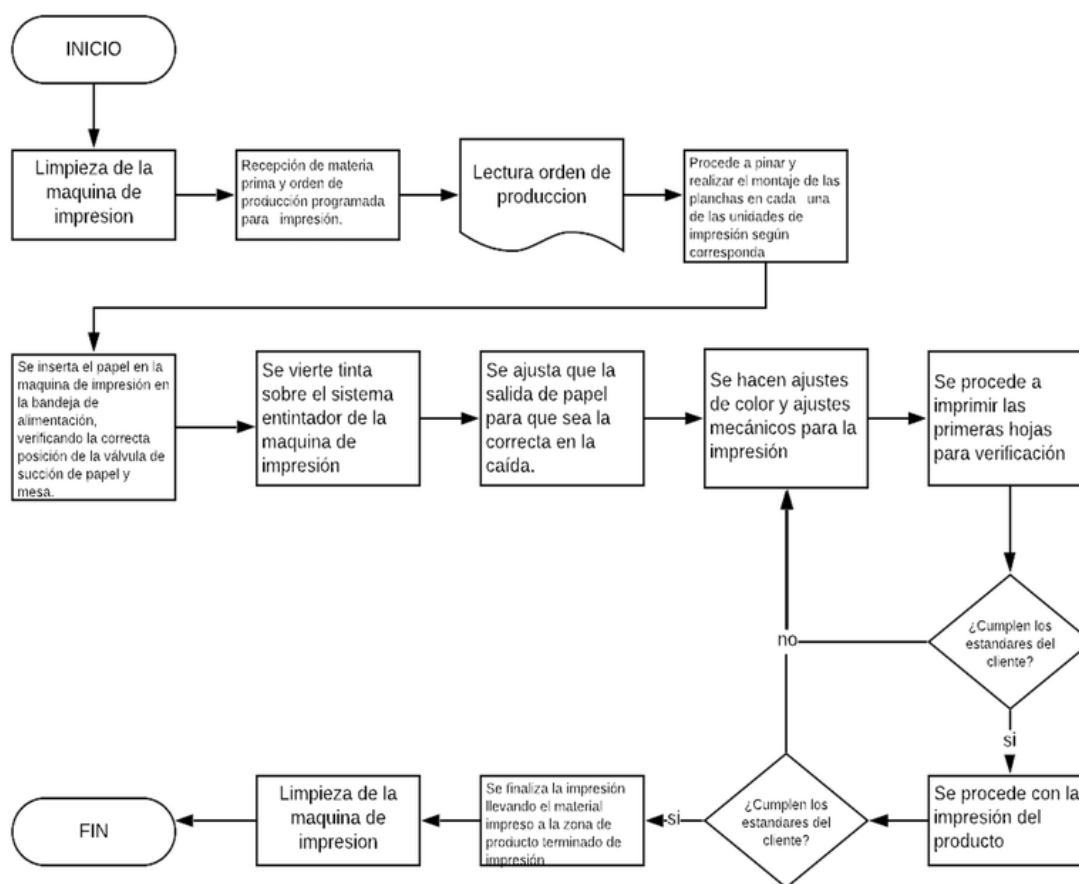 INICIO
Limpieza de la
maquina de
impresion
Recepción de materia
prima y orden de
producción programada
para impresión.
Lectura orden de
produccion
Procede a pinar y
realizar el montaje de las
planchas en cada una
de las unidades de
impresión según
corresponda
Se inserta el papel en la
maquina de impresión en
la bandeja de
alimentación,
verificando la correcta
posición de la válvula de
succión de papel y
mesa.
Se vierte tinta
sobre el sistema
entintador de la
maquina de
impresión
Se ajusta que la
salida de papel
para que sea la
correcta en la
caída.
Se hacen ajustes
de color y ajustes
mecánicos para la
impresión
Se procede a
imprimir las
primeras hojas
para verificación
¿Cumplen los
estandares del
cliente?
no
si
Se procede con la
impresión del
producto
¿Cumplen los
estandares del
cliente?
si
Se finaliza la impresión
llevando el material
impreso a la zona de
producto terminado de
impresión
Limpieza de la
maquina de
impresion
FIN